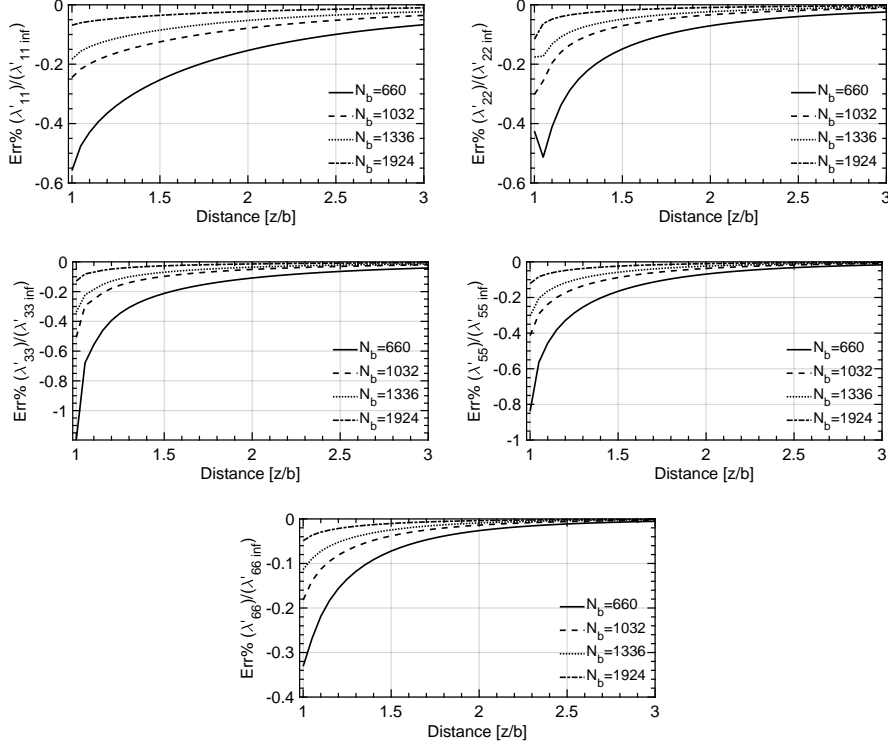 Err% (λ'11)/(λ'11 inf)
0
-0.2
-0.4
-0.6
1
1.5
2
2.5
3
Distance [z/b]
Nb=660
Nb=1032
Nb=1336
Nb=1924
Err% (λ'22)/(λ'22 inf)
0
-0.2
-0.4
-0.6
1
1.5
2
2.5
3
Distance [z/b]
Nb=660
Nb=1032
Nb=1336
Nb=1924
Err% (λ'33)/(λ'33 inf)
0
-0.2
-0.4
-0.6
-0.8
-1
1
1.5
2
2.5
3
Distance [z/b]
Nb=660
Nb=1032
Nb=1336
Nb=1924
Err% (λ'55)/(λ'55 inf)
0
-0.2
-0.4
-0.6
-0.8
-1
1
1.5
2
2.5
3
Distance [z/b]
Nb=660
Nb=1032
Nb=1336
Nb=1924
Err% (λ'66)/(λ'66 inf)
0
-0.1
-0.2
-0.3
-0.4
1
1.5
2
2.5
3
Distance [z/b]
Nb=660
Nb=1032
Nb=1336
Nb=1924